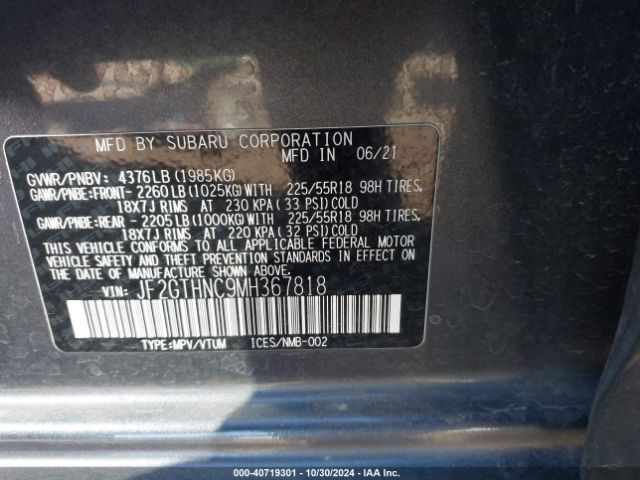 MFD BY SUBARU CORPORATION
MFD IN 06/21
GVWR/PNBV: 4376LB(1985KG)
GAWR/PNBE:FRONT-2260LB(1025KG)WITH 225/55R18 98H TIRES,
18X7J RIMS AT 230 KPA(33 PSI)COLD
GAWR/PNBE:REAR-2205LB(1000KG)WITH 225/55R18 98H TIRES,
18X7J RIMS AT 220 KPA(32 PSI)COLD
THIS VEHICLE CONFORMS TO ALL APPLICABLE FEDERAL MOTOR
VEHICLE SAFETY AND THEFT PREVENTION STANDARDS IN EFFECT ON
THE DATE OF MANUFACTURE SHOWN ABOVE.
VIN: JF2GTHNC9MH367818
TYPE:MPV/VTUM ICES/NMB-002
000-40719301 - 10/30/2024 - IAA Inc.